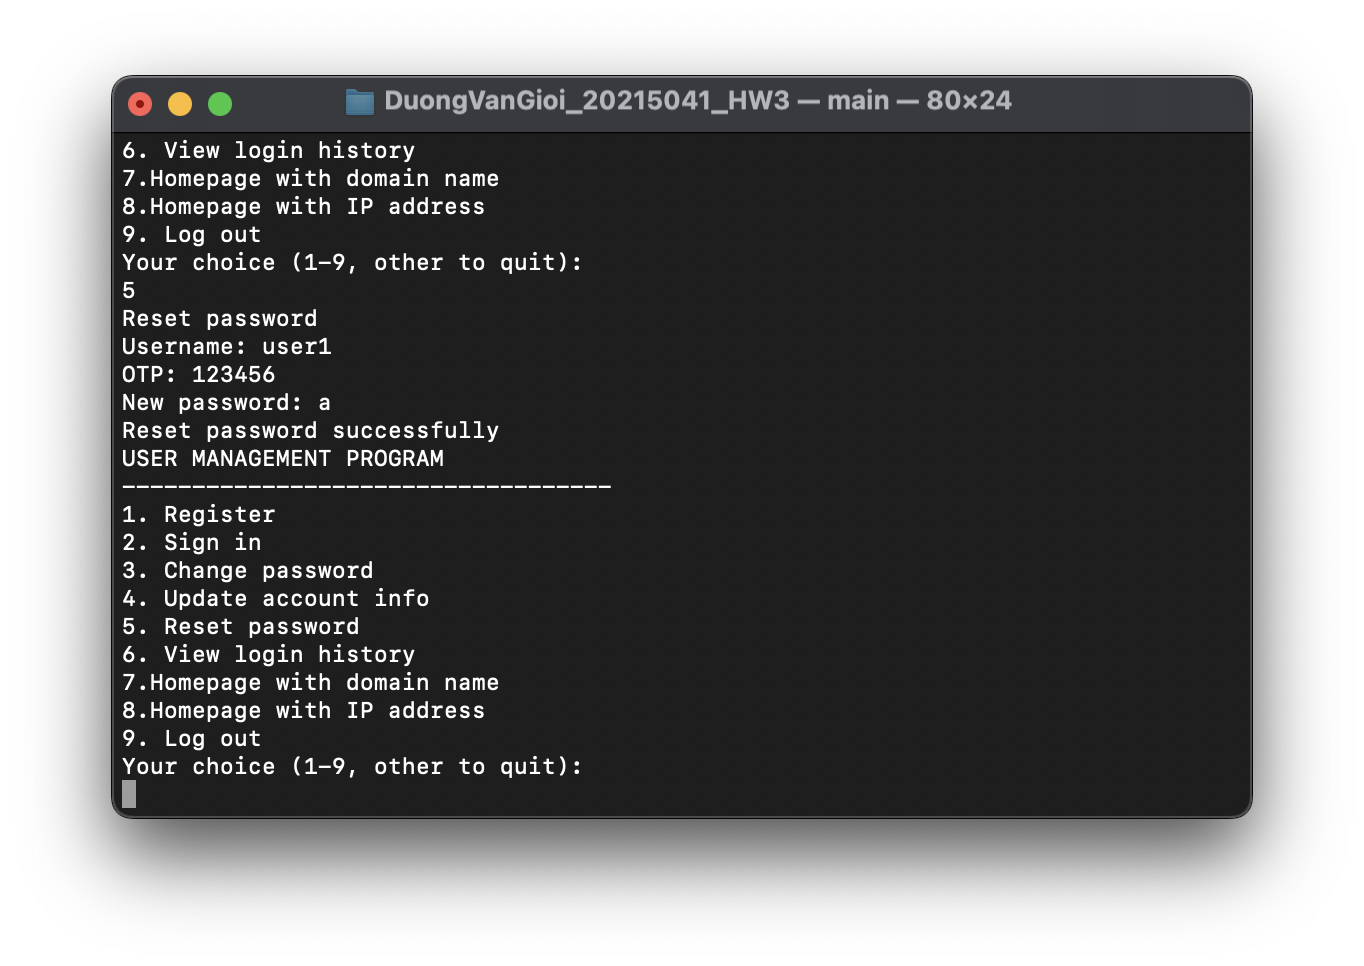 DuongVanGioi_20215041_HW3 — main — 80×24
6. View login history
7.Homepage with domain name
8.Homepage with IP address
9. Log out
Your choice (1-9, other to quit):
5
Reset password
Username: user1
OTP: 123456
New password: a
Reset password successfully
USER MANAGEMENT PROGRAM
-----------------------------------
1. Register
2. Sign in
3. Change password
4. Update account info
5. Reset password
6. View login history
7.Homepage with domain name
8.Homepage with IP address
9. Log out
Your choice (1-9, other to quit):